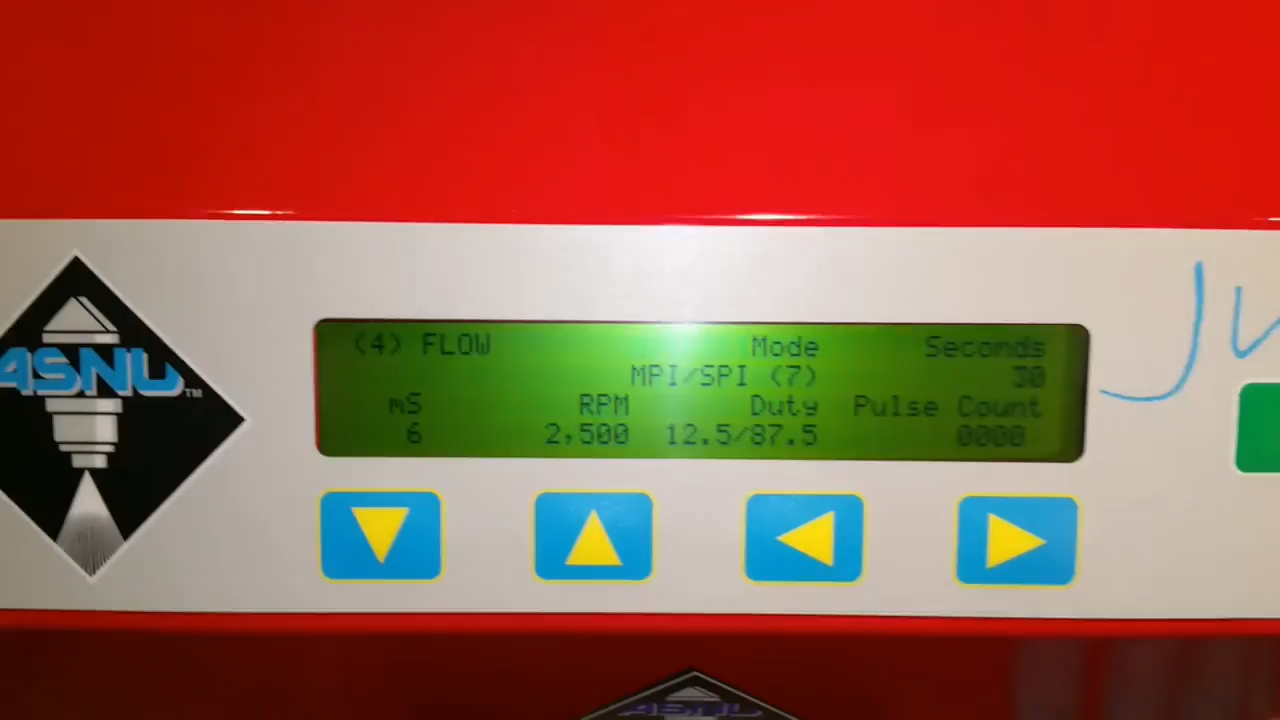 (4) FLOW Mode Seconds
MPI/SPI (7) 30
mS RPM Duty Pulse Count
6 2,500 12.5/87.5 0000
ASNU™
ASNU